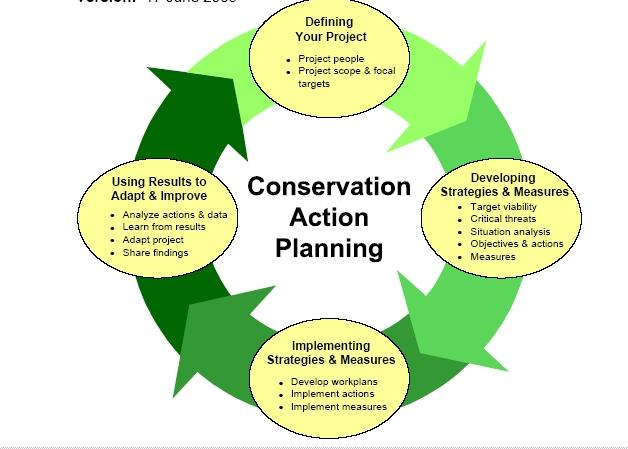 Defining
Your Project
• Project people
• Project scope & focal
targets
Developing
Strategies & Measures
• Target viability
• Critical threats
• Situation analysis
• Objectives & actions
• Measures
Conservation
Action
Planning
Using Results to
Adapt & Improve
• Analyze actions & data
• Learn from results
• Adapt project
• Share findings
Implementing
Strategies & Measures
• Develop workplans
• Implement actions
• Implement measures